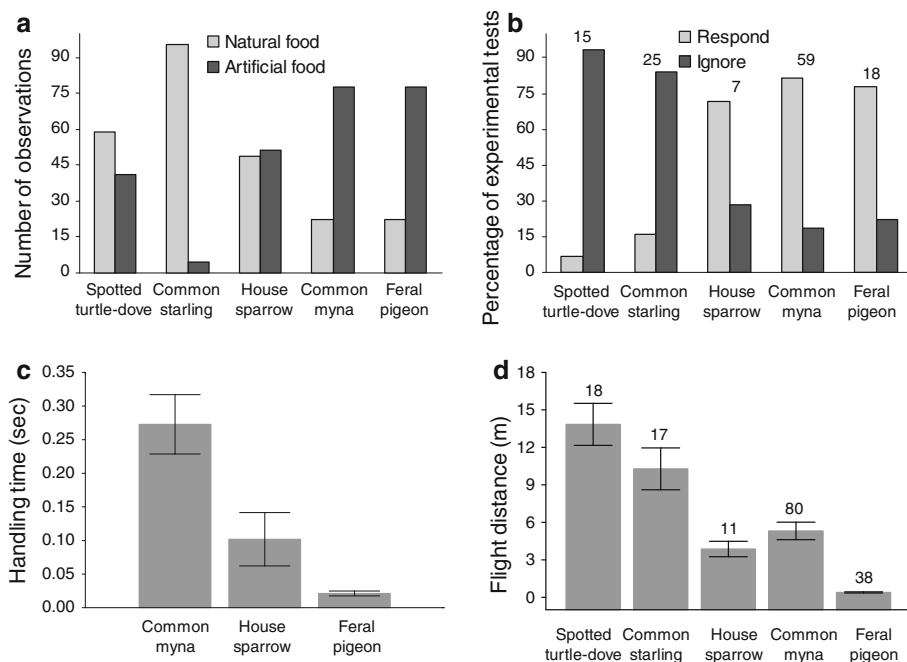 a
Number of observations
90
75
60
45
30
15
0
Natural food
Artificial food
Spotted
turtle-dove
Common
starling
House
sparrow
Common
myna
Feral
pigeon
b
Percentage of experimental tests
90
75
60
45
30
15
0
Respond
Ignore
15
25
7
59
18
Spotted
turtle-dove
Common
starling
House
sparrow
Common
myna
Feral
pigeon
c
Handling time (sec)
0.35
0.30
0.25
0.20
0.15
0.10
0.05
0.00
Common
myna
House
sparrow
Feral
pigeon
d
Flight distance (m)
18
15
12
9
6
3
0
18
17
11
80
38
Spotted
turtle-dove
Common
starling
House
sparrow
Common
myna
Feral
pigeon